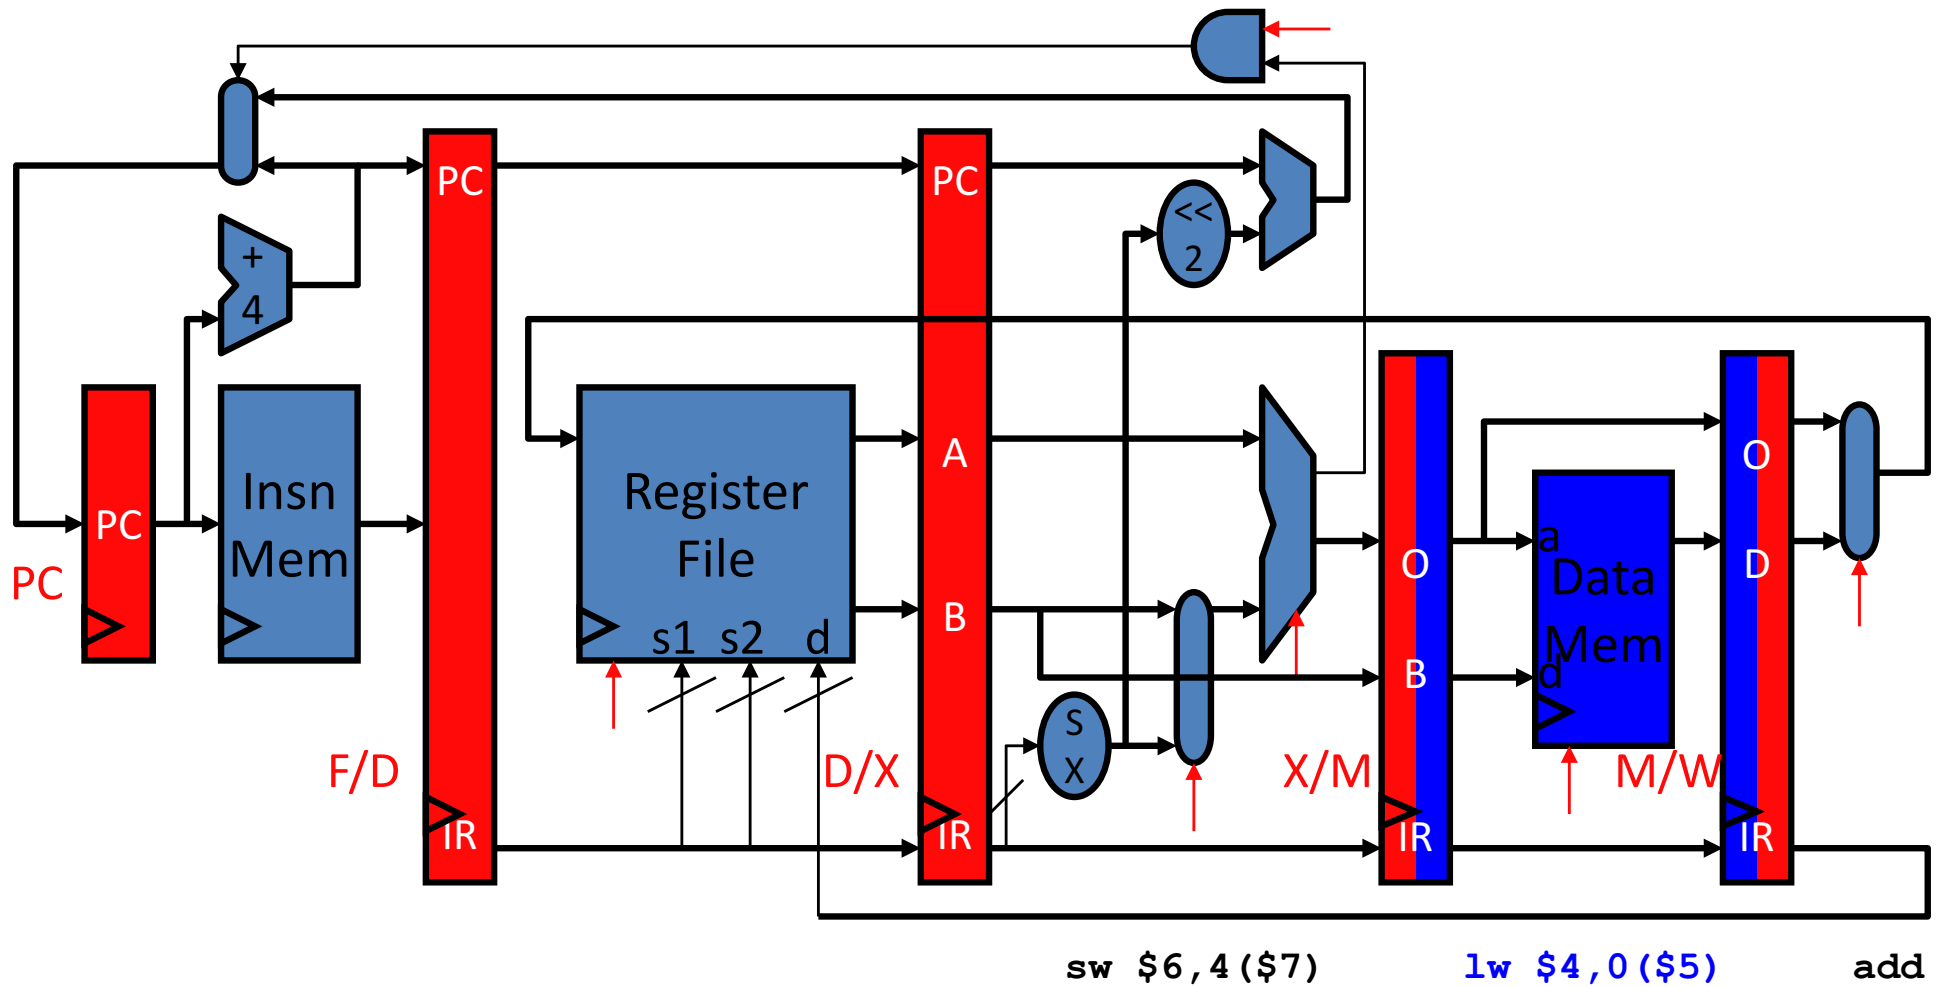 PC
PC
<<
2
+
4
A
O
Insn
Mem
Register
File
PC
PC
O
D
a
Data
Mem
d
B
s1
s2
d
B
S
X
F/D
D/X
X/M
M/W
IR
IR
IR
IR
sw $6,4($7)
lw $4,0($5)
add